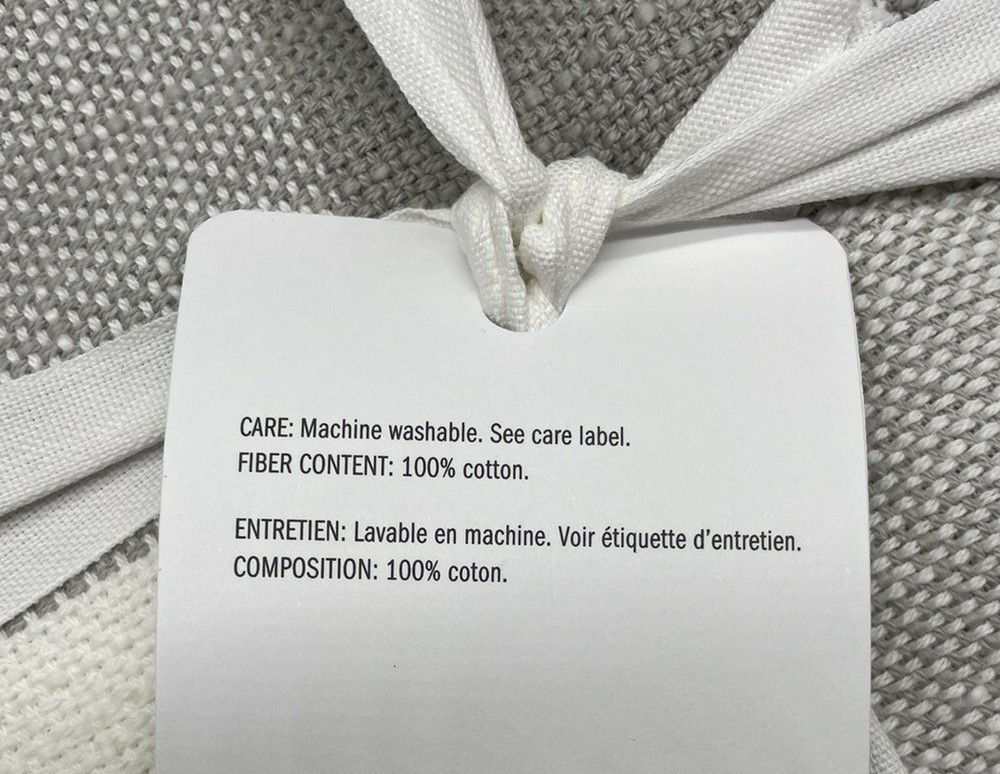 CARE: Machine washable. See care label.
FIBER CONTENT: 100% cotton.
ENTRETIEN: Lavable en machine. Voir étiquette d’entretien.
COMPOSITION: 100% coton.